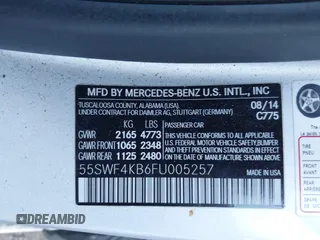 MFD BY MERCEDES-BENZ U.S. INTL., INC
TUSCALOOSA COUNTY, ALABAMA (USA)
UNDER CONTRACT FOR DAIMLER AG, STUTTGART (GERMANY)
08/14
C775
KG LBS PASSENGER CAR
GVWR 2165 4773
GAWR FRONT 1065 2348
GAWR REAR 1125 2480
THIS VEHICLE CONFORMS TO ALL APPLICABLE U.S. FEDERAL MOTOR VEHICLE SAFETY, BUMPER AND THEFT PREVENTION STANDARDS IN EFFECT ON THE DATE OF MANUFACTURE SHOWN ABOVE.
55SWF4KB6FU005257
DREAMBID